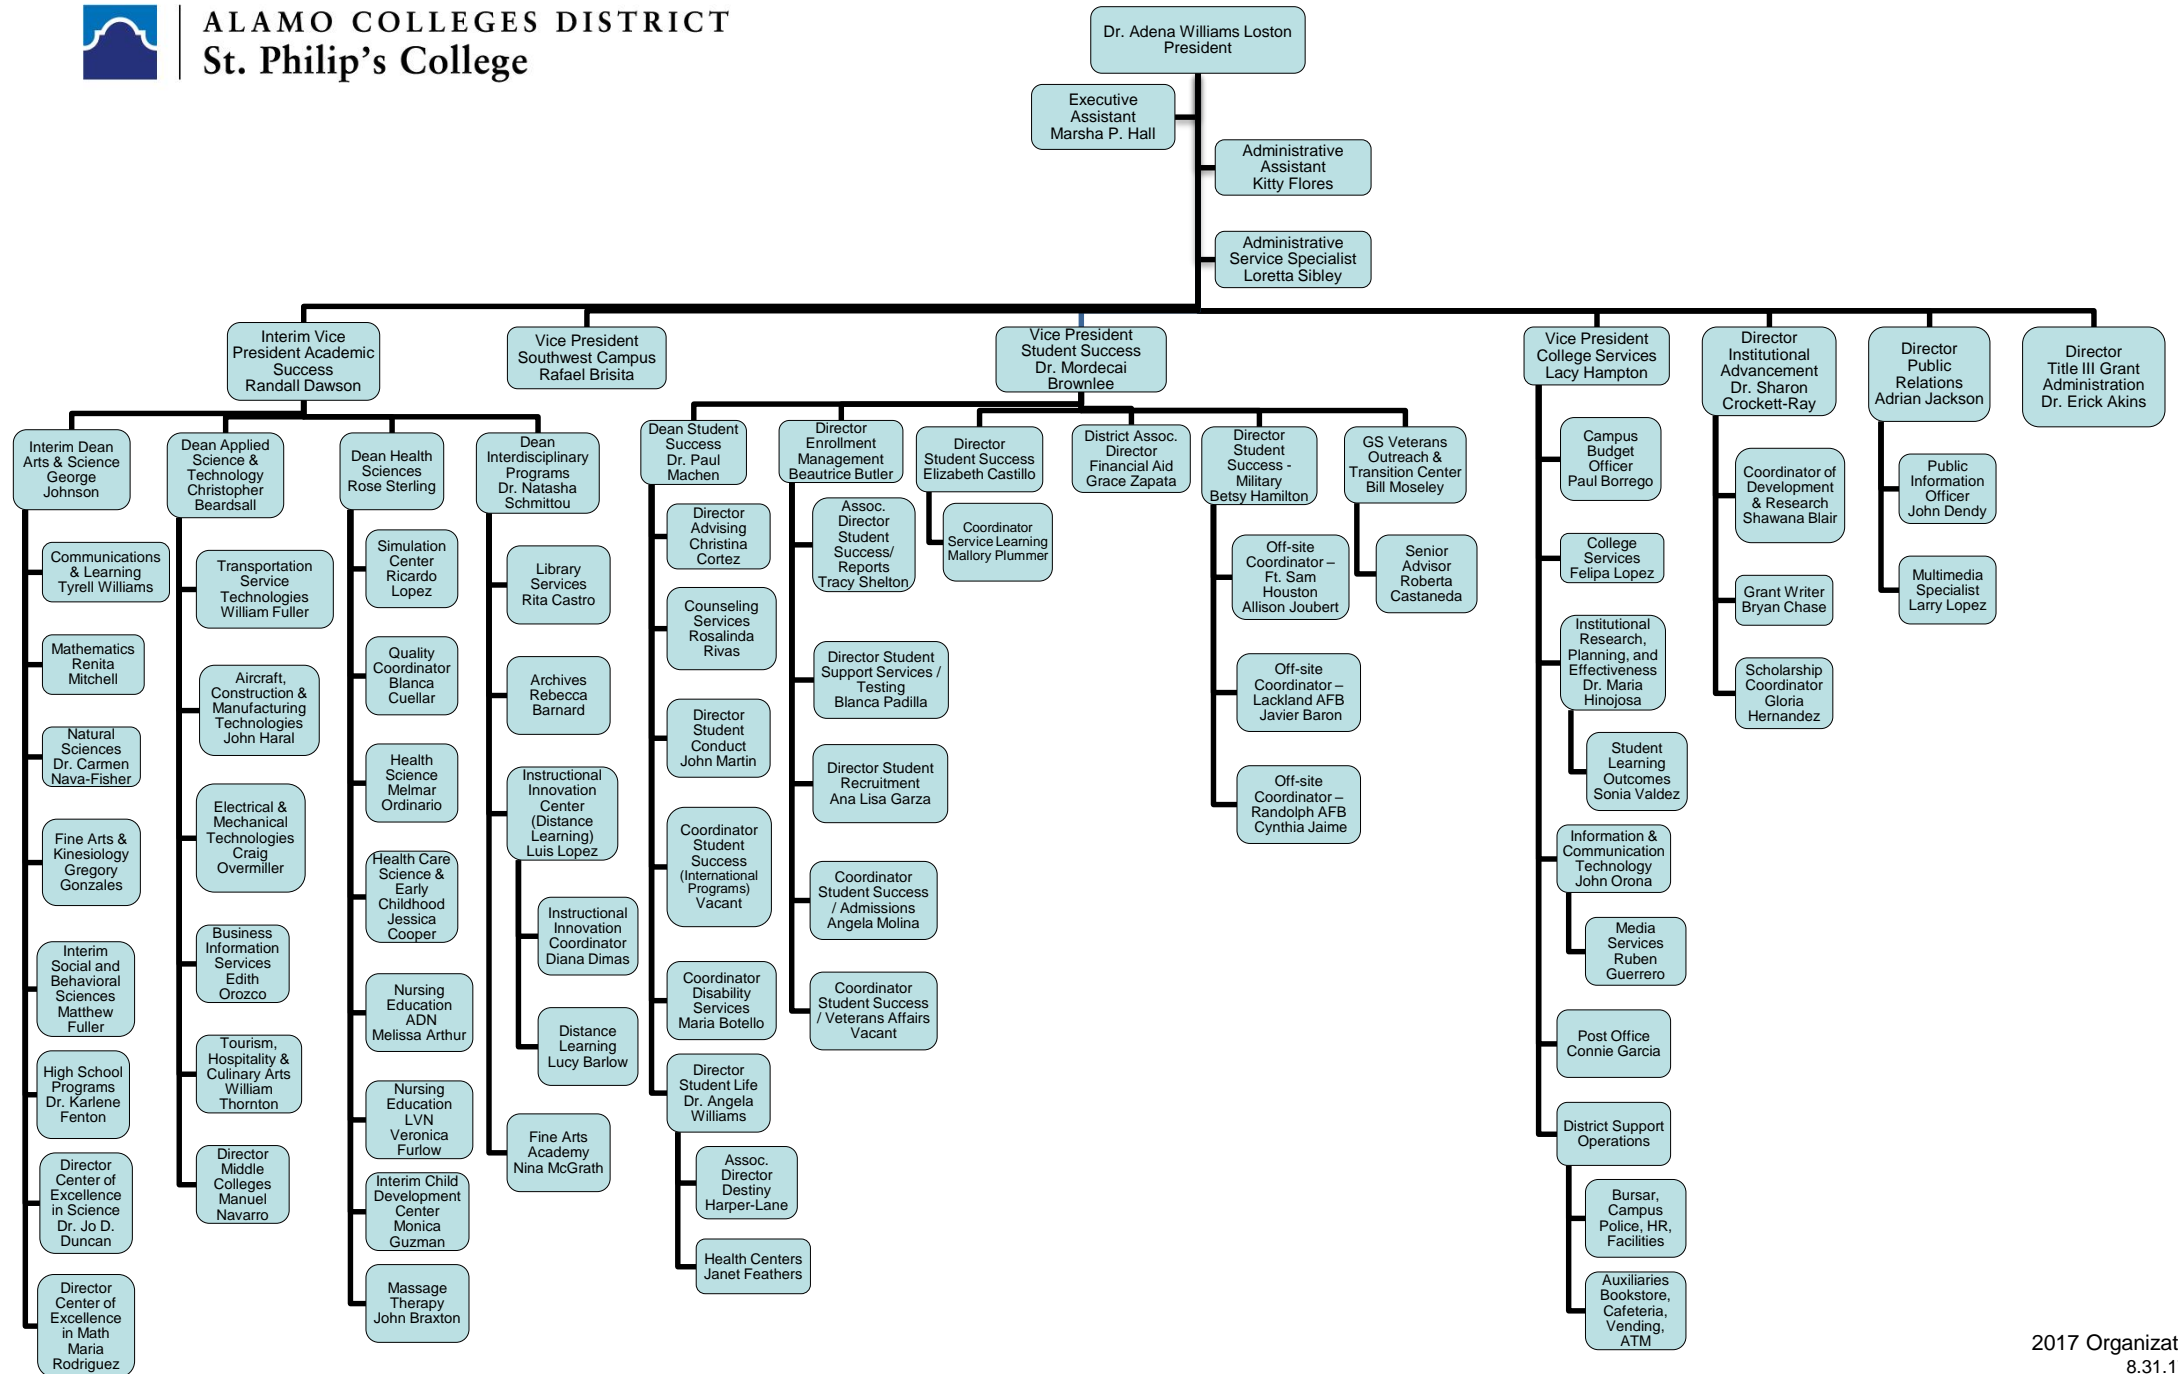 ALAMO COLLEGES DISTRICT
St. Philip's College
Dr. Adena Williams Loston
President
Executive
Assistant
Marsha P. Hall
Administrative
Assistant
Kitty Flores
Administrative
Service Specialist
Loretta Sibley
Interim Vice
President Academic
Success
Randall Dawson
Vice President
Southwest Campus
Rafael Brisita
Vice President
Student Success
Dr. Mordecai
Brownlee
Vice President
College Services
Lacy Hampton
Director
Institutional
Advancement
Dr. Sharon
Crockett-Ray
Director
Public
Relations
Adrian Jackson
Director
Title III Grant
Administration
Dr. Erick Akins
Interim Dean
Arts & Science
George
Johnson
Communications
& Learning
Tyrell Williams
Mathematics
Renita
Mitchell
Natural
Sciences
Dr. Carmen
Nava-Fisher
Fine Arts &
Kinesiology
Gregory
Gonzales
Interim
Social and
Behavioral
Sciences
Matthew
Fuller
High School
Programs
Dr. Karlene
Fenton
Director
Center of
Excellence
in Science
Dr. Jo D.
Duncan
Director
Center of
Excellence
in Math
Maria
Rodriguez
Dean Applied
Science &
Technology
Christopher
Beardsall
Transportation
Service
Technologies
William Fuller
Aircraft,
Construction &
Manufacturing
Technologies
John Haral
Electrical &
Mechanical
Technologies
Craig
Overmiller
Business
Information
Services
Edith
Orozco
Tourism,
Hospitality &
Culinary Arts
William
Thornton
Director
Middle
Colleges
Manuel
Navarro
Dean Health
Sciences
Rose Sterling
Simulation
Center
Ricardo
Lopez
Quality
Coordinator
Blanca
Cuellar
Health
Science
Melmar
Ordinario
Health Care
Science &
Early
Childhood
Jessica
Cooper
Nursing
Education
ADN
Melissa Arthur
Nursing
Education
LVN
Veronica
Furlow
Interim Child
Development
Center
Monica
Guzman
Massage
Therapy
John Braxton
Dean
Interdisciplinary
Programs
Dr. Natasha
Schmittou
Library
Services
Rita Castro
Archives
Rebecca
Barnard
Instructional
Innovation
Center
(Distance
Learning)
Luis Lopez
Instructional
Innovation
Coordinator
Diana Dimas
Distance
Learning
Lucy Barlow
Fine Arts
Academy
Nina McGrath
Dean Student
Success
Dr. Paul
Machen
Director
Advising
Christina
Cortez
Counseling
Services
Rosalinda
Rivas
Director
Student
Conduct
John Martin
Coordinator
Student
Success
(International
Programs)
Vacant
Coordinator
Disability
Services
Maria Botello
Director
Student Life
Dr. Angela
Williams
Assoc.
Director
Destiny
Harper-Lane
Health Centers
Janet Feathers
Director
Enrollment
Management
Beautrice Butler
Assoc.
Director
Student
Success/
Reports
Tracy Shelton
Director Student
Support Services /
Testing
Blanca Padilla
Director Student
Recruitment
Ana Lisa Garza
Coordinator
Student Success
/ Admissions
Angela Molina
Coordinator
Student Success
/ Veterans Affairs
Vacant
Director
Student Success
Elizabeth Castillo
Coordinator
Service Learning
Mallory Plummer
District Assoc.
Director
Financial Aid
Grace Zapata
Director
Student
Success -
Military
Betsy Hamilton
Off-site
Coordinator –
Ft. Sam
Houston
Allison Joubert
Off-site
Coordinator –
Lackland AFB
Javier Baron
Off-site
Coordinator –
Randolph AFB
Cynthia Jaime
GS Veterans
Outreach &
Transition Center
Bill Moseley
Senior
Advisor
Roberta
Castaneda
Campus
Budget
Officer
Paul Borrego
College
Services
Felipa Lopez
Institutional
Research,
Planning, and
Effectiveness
Dr. Maria
Hinojosa
Student
Learning
Outcomes
Sonia Valdez
Information &
Communication
Technology
John Orona
Media
Services
Ruben
Guerrero
Post Office
Connie Garcia
District Support
Operations
Bursar,
Campus
Police, HR,
Facilities
Auxiliaries
Bookstore,
Cafeteria,
Vending,
ATM
Coordinator of
Development
& Research
Shawana Blair
Grant Writer
Bryan Chase
Scholarship
Coordinator
Gloria
Hernandez
Public
Information
Officer
John Dendy
Multimedia
Specialist
Larry Lopez
2017 Organizat
8.31.1